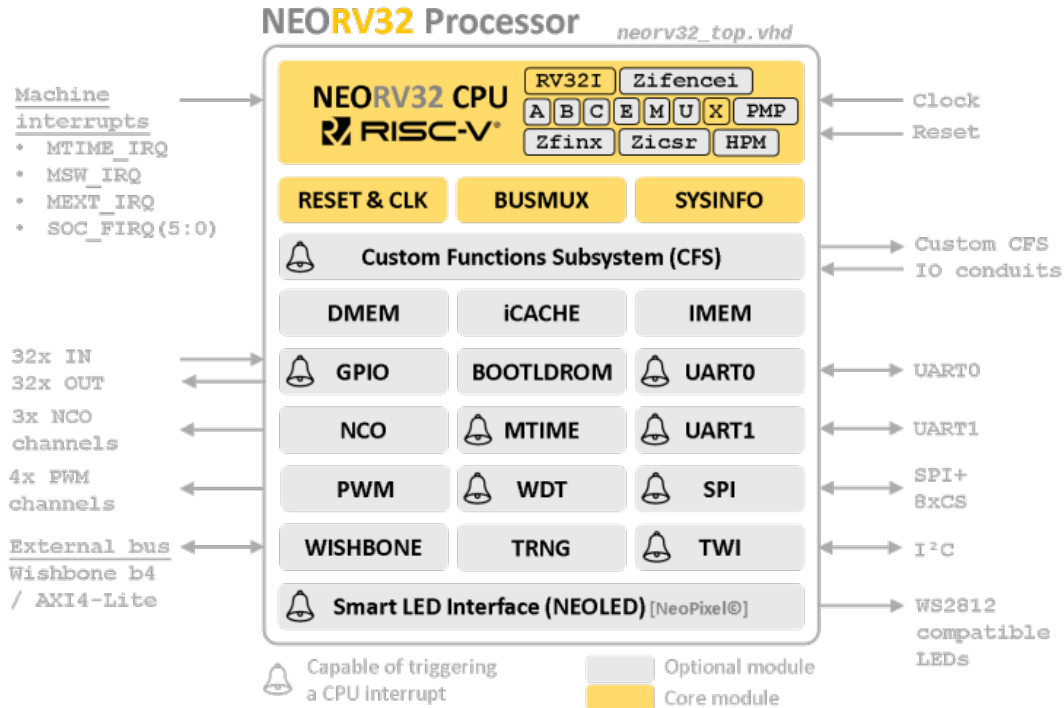 NEORV32 Processor
neorv32_top.vhd
Machine
interrupts
• MTIME_IRQ
• MSW_IRQ
• MEXT_IRQ
• SOC_FIRQ(5:0)
NEORV32 CPU
RISC-V®
RV32I Zifencei
A B C E M U X PMP
Zfinx Zicsr HPM
Clock
Reset
RESET & CLK BUSMUX SYSINFO
Custom Functions Subsystem (CFS)
Custom CFS
IO conduits
DMEM iCACHE IMEM
32x IN
32x OUT
GPIO BOOTLDROM UART0
UART0
3x NCO
channels
NCO MTIME UART1
UART1
4x PWM
channels
PWM WDT SPI
SPI+
8xCS
External bus
Wishbone b4
/ AXI4-Lite
WISHBONE TRNG TWI
I²C
Smart LED Interface (NEOLED) [NeoPixel©]
WS2812
compatible
LEDs
Capable of triggering
a CPU interrupt
Optional module
Core module